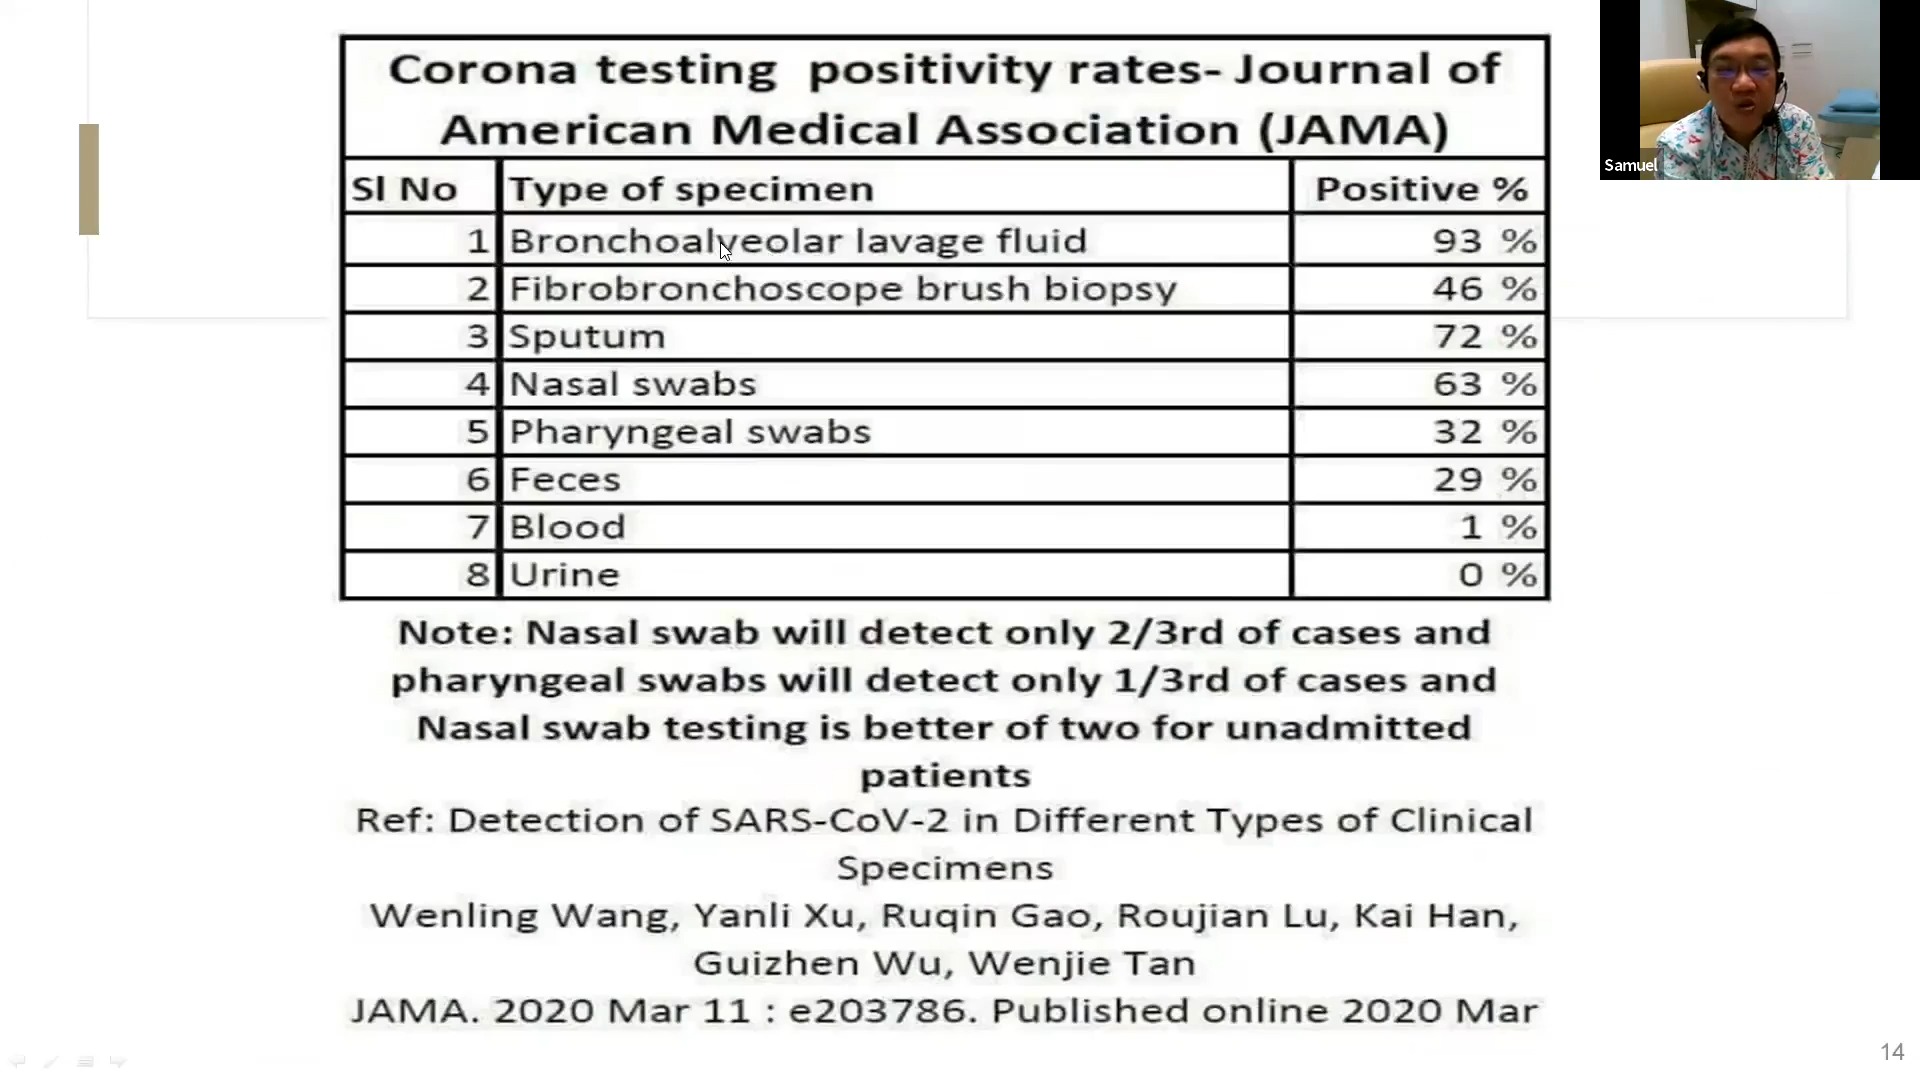 Corona testing positivity rates- Journal of
American Medical Association (JAMA)
Sl No Type of specimen Positive %
1 Bronchoalveolar lavage fluid 93 %
2 Fibrobronchoscope brush biopsy 46 %
3 Sputum 72 %
4 Nasal swabs 63 %
5 Pharyngeal swabs 32 %
6 Feces 29 %
7 Blood 1 %
8 Urine 0 %
Note: Nasal swab will detect only 2/3rd of cases and
pharyngeal swabs will detect only 1/3rd of cases and
Nasal swab testing is better of two for unadmitted
patients
Ref: Detection of SARS-CoV-2 in Different Types of Clinical
Specimens
Wenling Wang, Yanli Xu, Ruqin Gao, Roujian Lu, Kai Han,
Guizhen Wu, Wenjie Tan
JAMA. 2020 Mar 11 : e203786. Published online 2020 Mar
Samuel
14